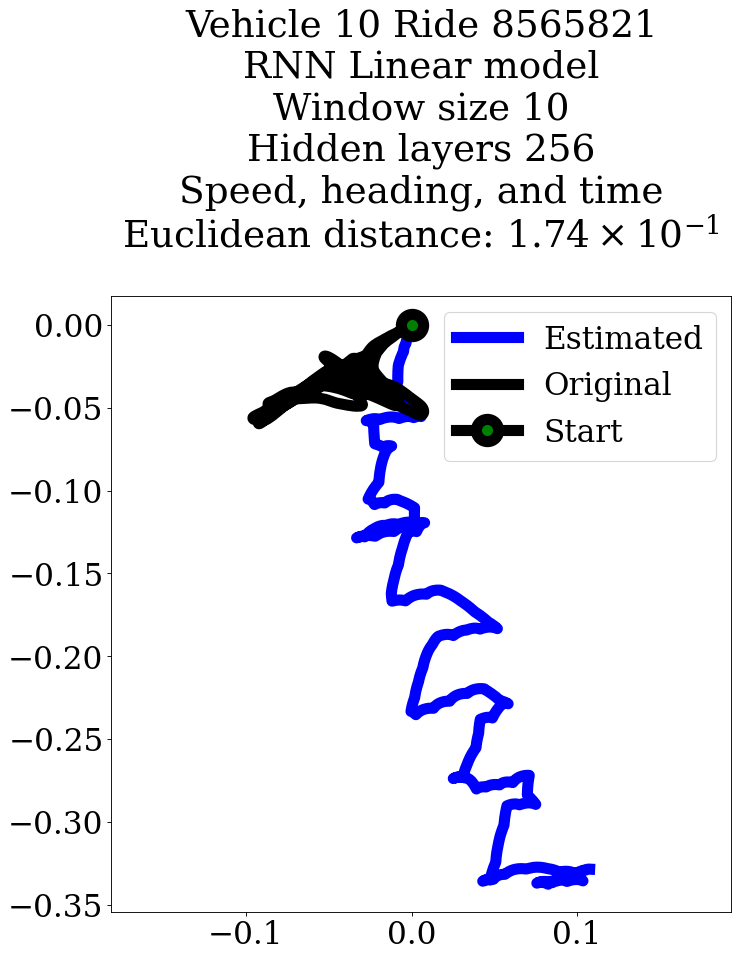 Vehicle 10 Ride 8565821
RNN Linear model
Window size 10
Hidden layers 256
Speed, heading, and time
Euclidean distance: 1.74 × 10⁻¹
Estimated
Original
Start
0.00
−0.05
−0.10
−0.15
−0.20
−0.25
−0.30
−0.35
−0.1 0.0 0.1